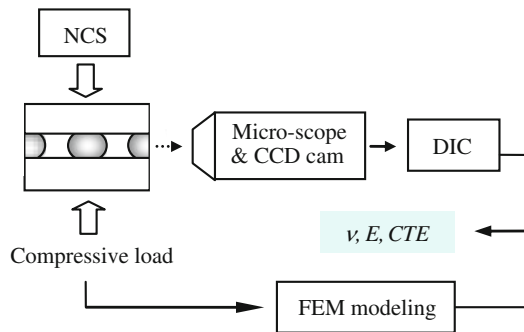 NCS
Micro-scope
& CCD cam
DIC
ν, E, CTE
Compressive load
FEM modeling